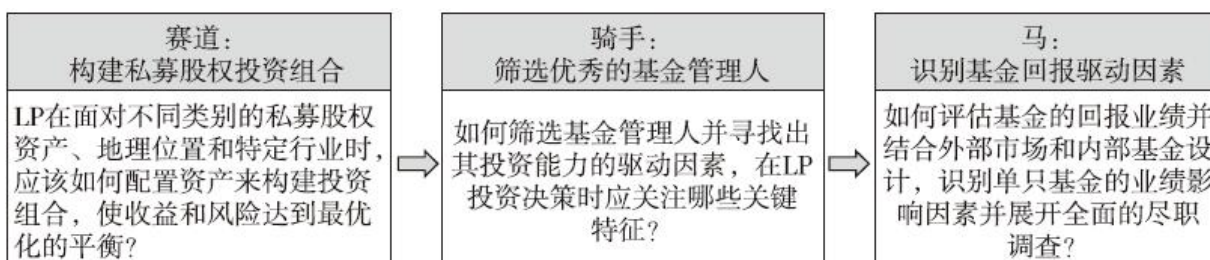 赛道：
构建私募股权投资组合
LP在面对不同类别的私募股权
资产、地理位置和特定行业时，
应该如何配置资产来构建投资
组合，使收益和风险达到最优
化的平衡？
骑手：
筛选优秀的基金管理人
如何筛选基金管理人并寻找出
其投资能力的驱动因素，在LP
投资决策时应关注哪些关键
特征？
马：
识别基金回报驱动因素
如何评估基金的回报业绩并
结合外部市场和内部基金设
计，识别单只基金的业绩影
响因素并展开全面的尽职
调查？